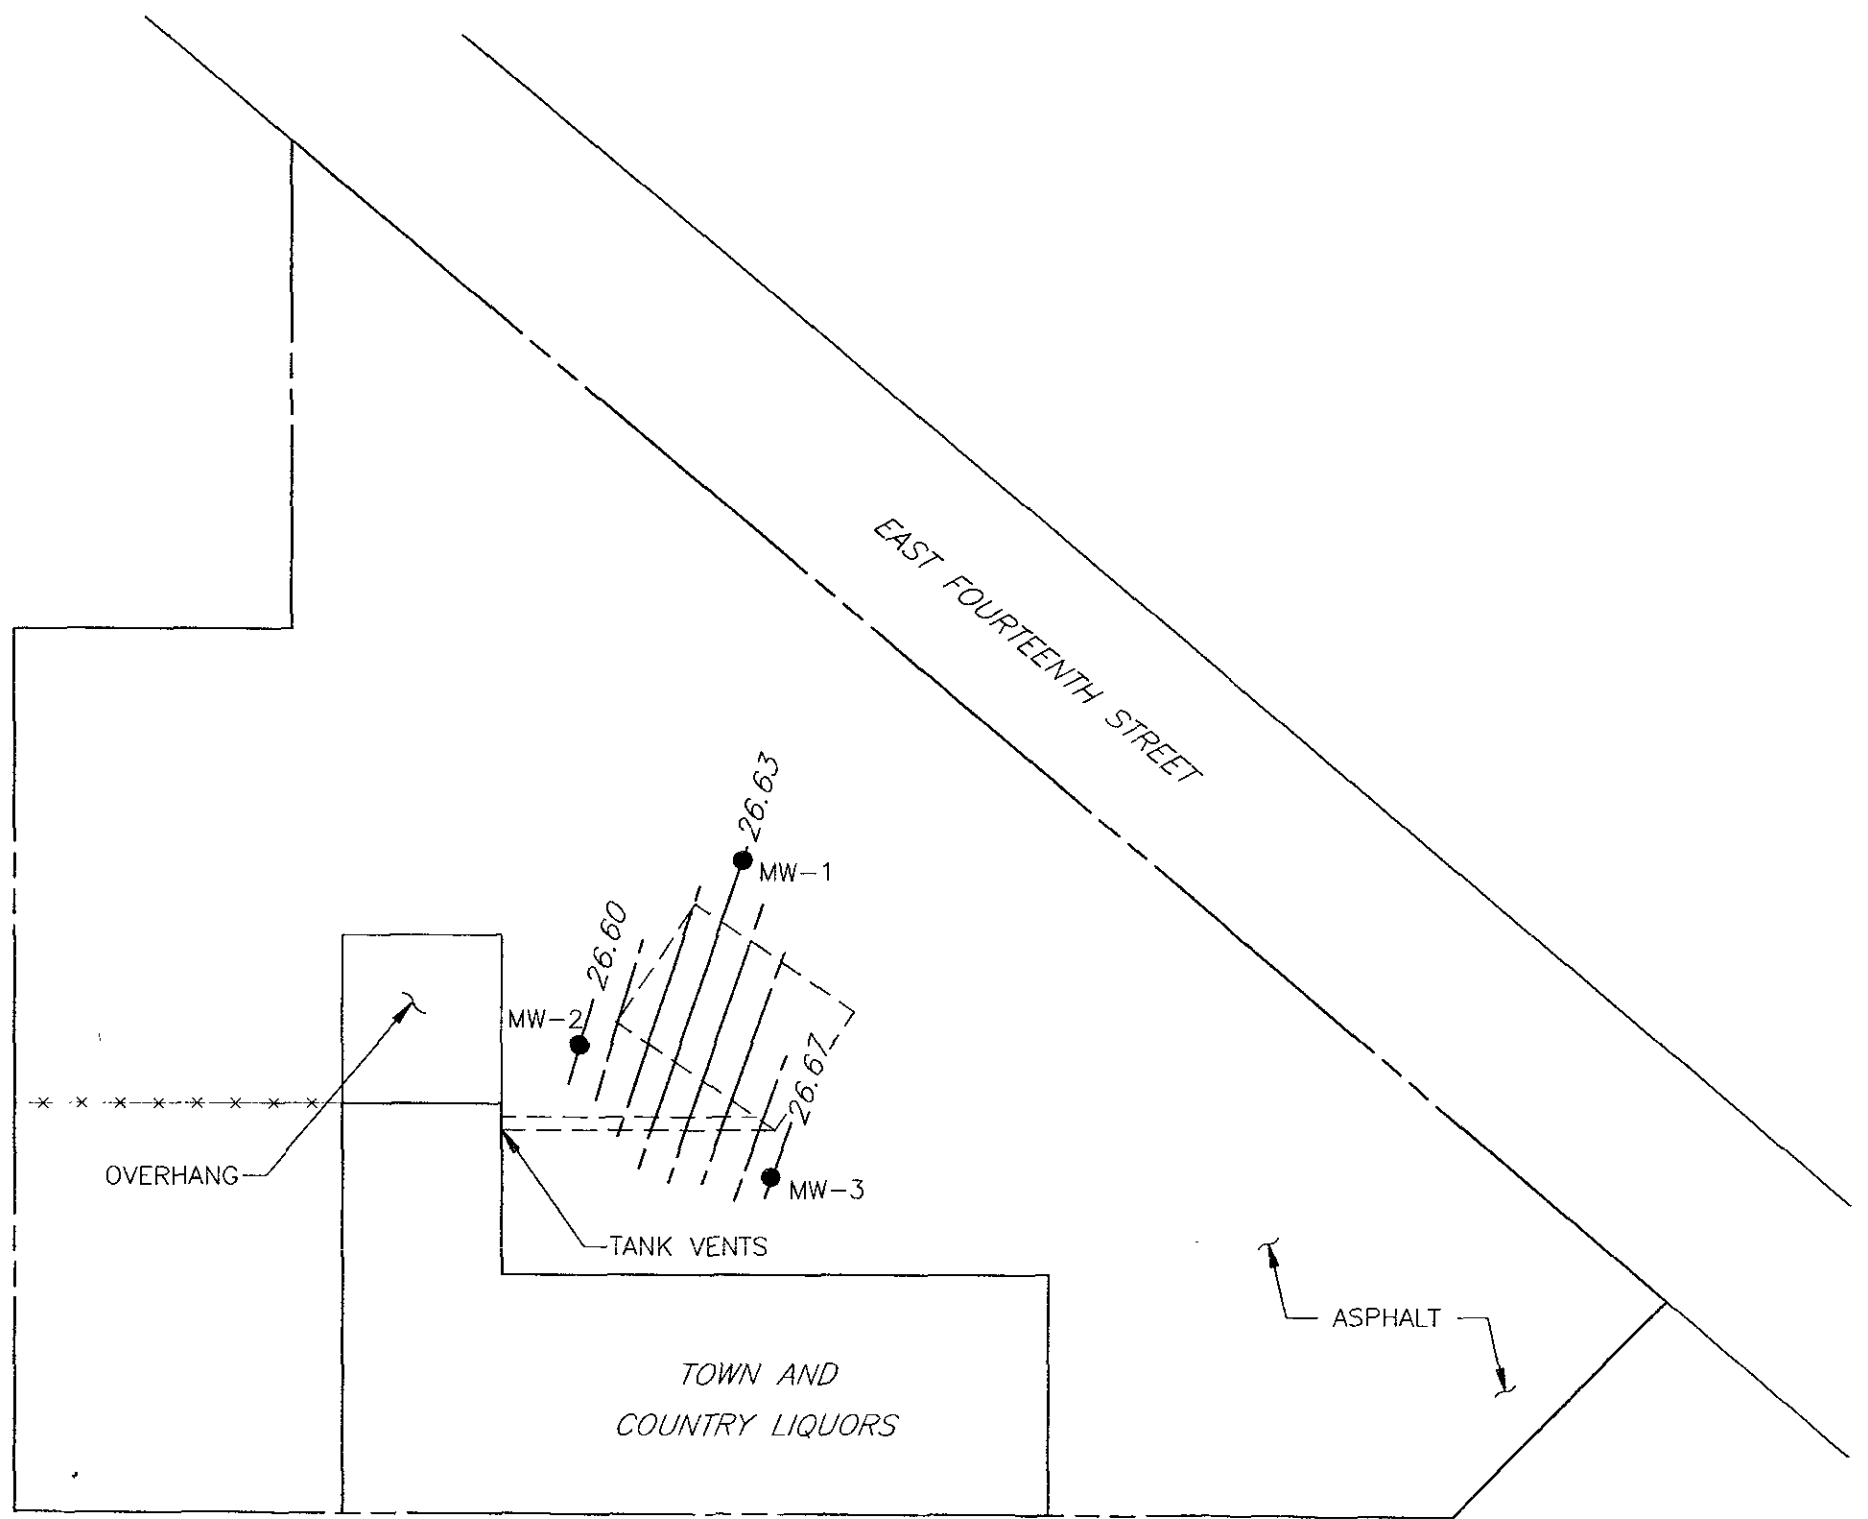 EAST FOURTEENTH STREET
26.63
MW-1
26.60
MW-2
26.67
MW-3
OVERHANG
TANK VENTS
ASPHALT
TOWN AND
COUNTRY LIQUORS